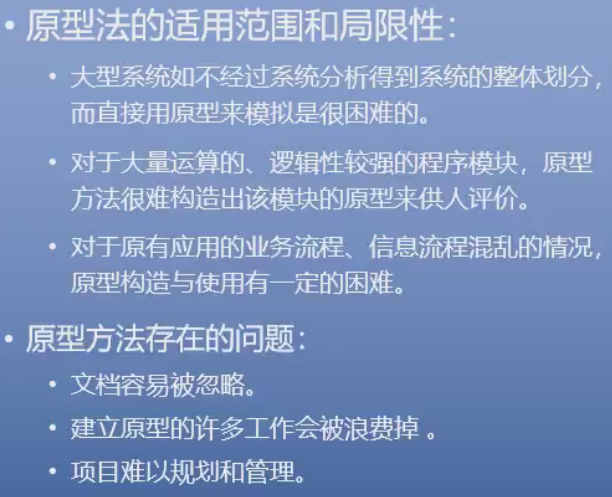 • 原型法的适用范围和局限性：
• 大型系统如不经过系统分析得到系统的整体划分，
而直接用原型来模拟是很困难的。
• 对于大量运算的、逻辑性较强的程序模块，原型
方法很难构造出该模块的原型来供人评价。
• 对于原有应用的业务流程、信息流程混乱的情况，
原型构造与使用有一定的困难。
• 原型方法存在的问题：
• 文档容易被忽略。
• 建立原型的许多工作会被浪费掉 。
• 项目难以规划和管理。